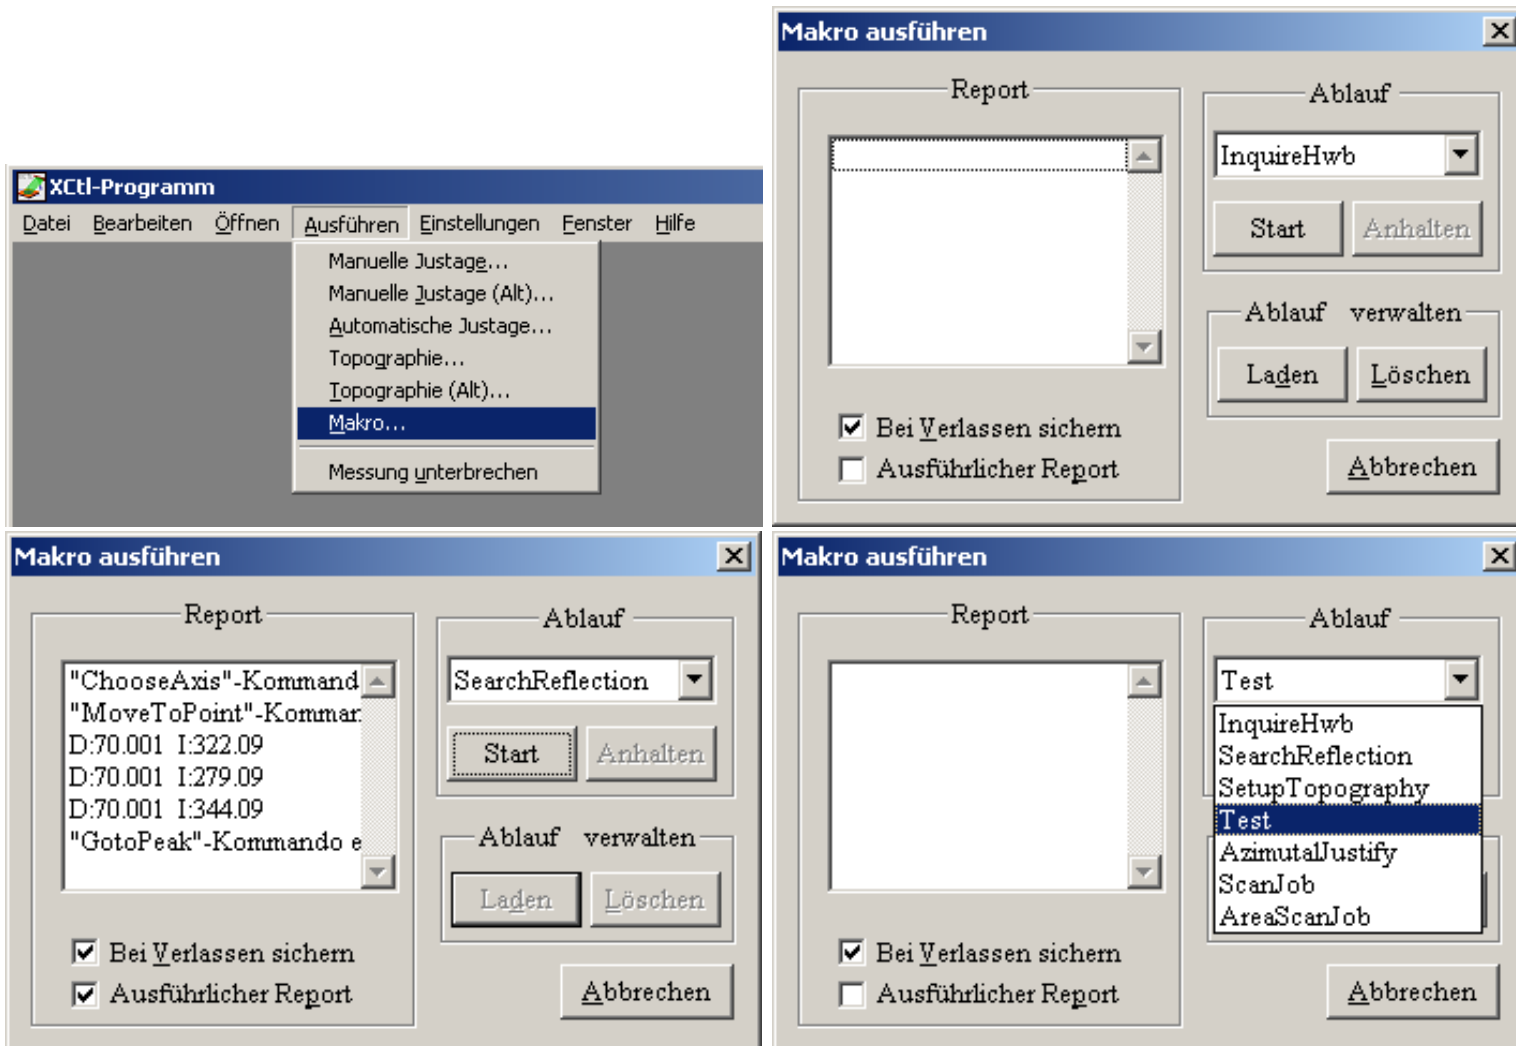 XCtl-Programm
Datei Bearbeiten Öffnen Ausführen Einstellungen Fenster Hilfe
Manuelle Justage...
Manuelle Justage (Alt)...
Automatische Justage...
Topographie...
Topographie (Alt)...
Makro...
Messung unterbrechen
Makro ausführen
Report
Bei Verlassen sichern
Ausführlicher Report
Ablauf
InquireHwb
Start Anhalten
Ablauf verwalten
Laden Löschen
Abbrechen
Makro ausführen
Report
"ChooseAxis"-Kommand
"MoveToPoint"-Komman
D:70.001 I:322.09
D:70.001 I:279.09
D:70.001 I:344.09
"GotoPeak"-Kommando e
Bei Verlassen sichern
Ausführlicher Report
Ablauf
SearchReflection
Start Anhalten
Ablauf verwalten
Laden Löschen
Abbrechen
Makro ausführen
Report
Bei Verlassen sichern
Ausführlicher Report
Ablauf
Test
InquireHwb
SearchReflection
SetupTopography
Test
AzimutalJustify
ScanJob
AreaScanJob
Abbrechen